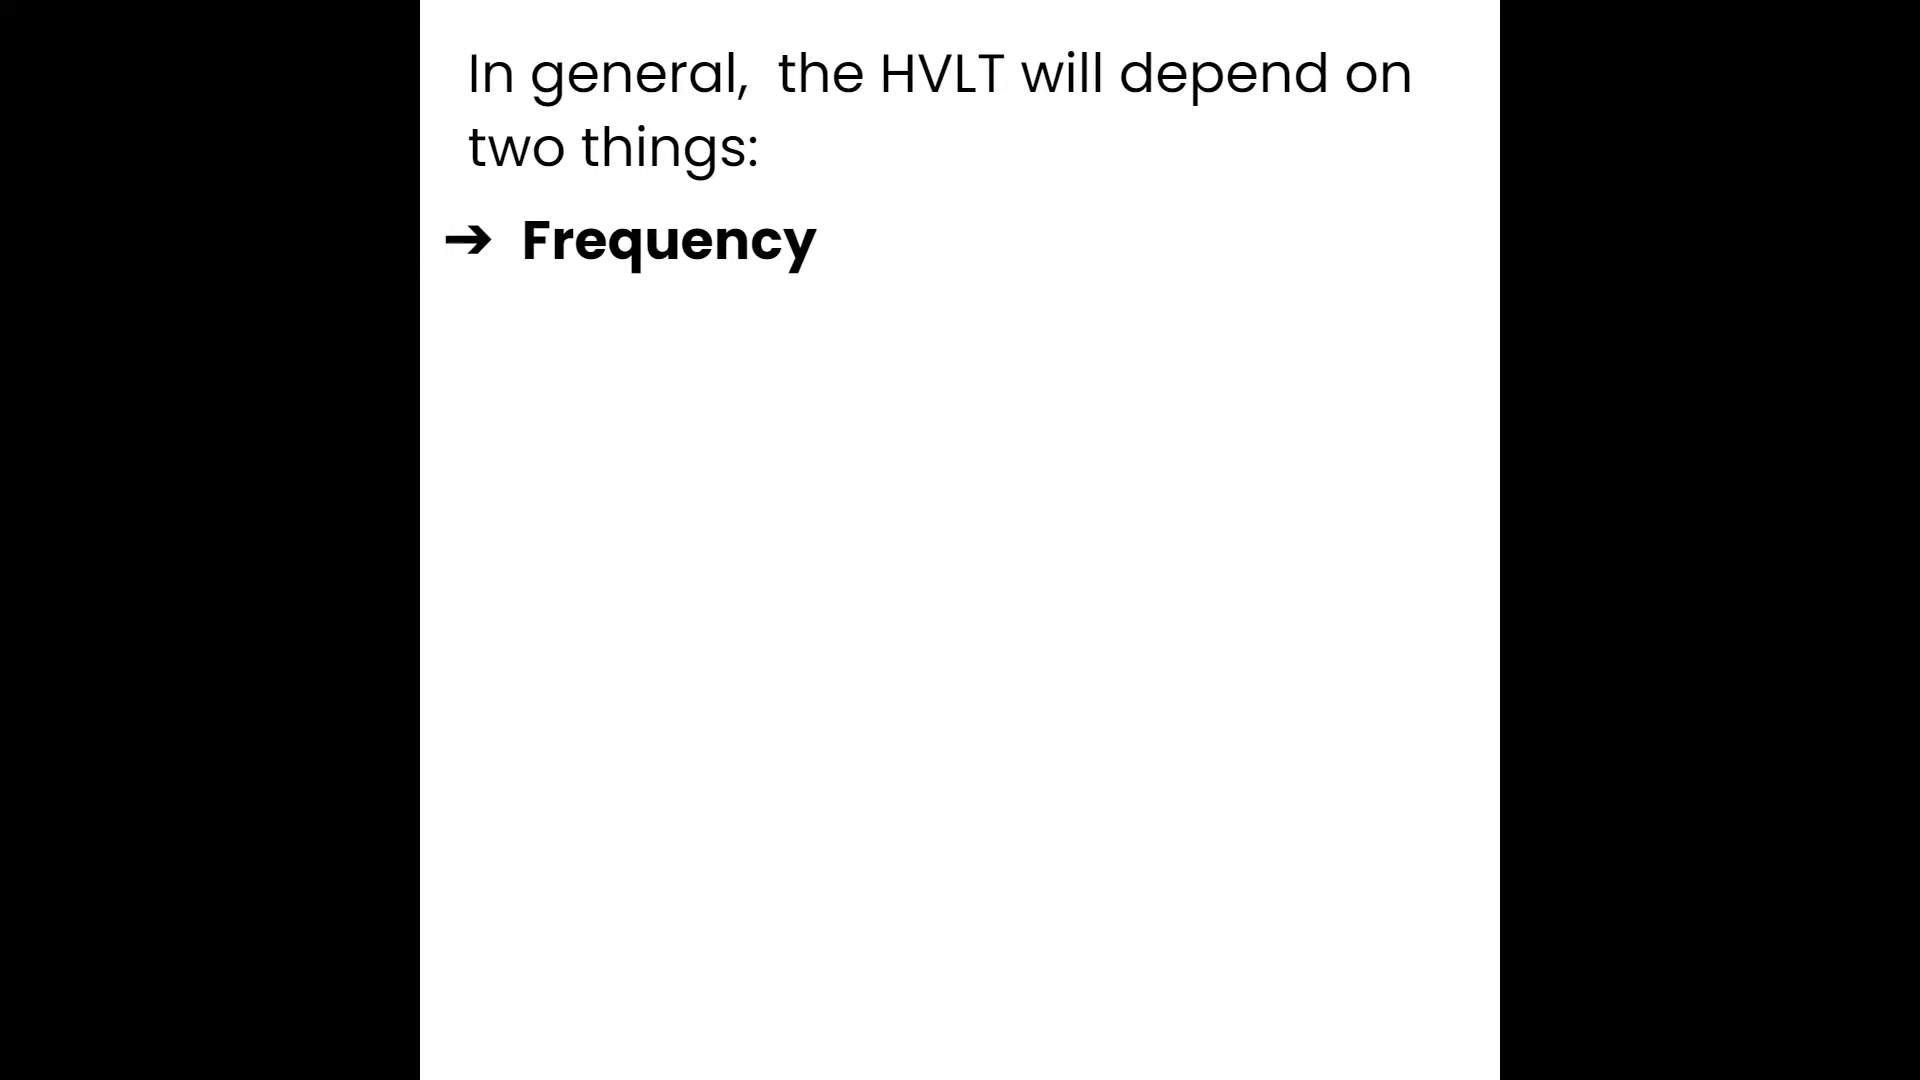 In general,  the HVLT will depend on
two things:
➔ Frequency